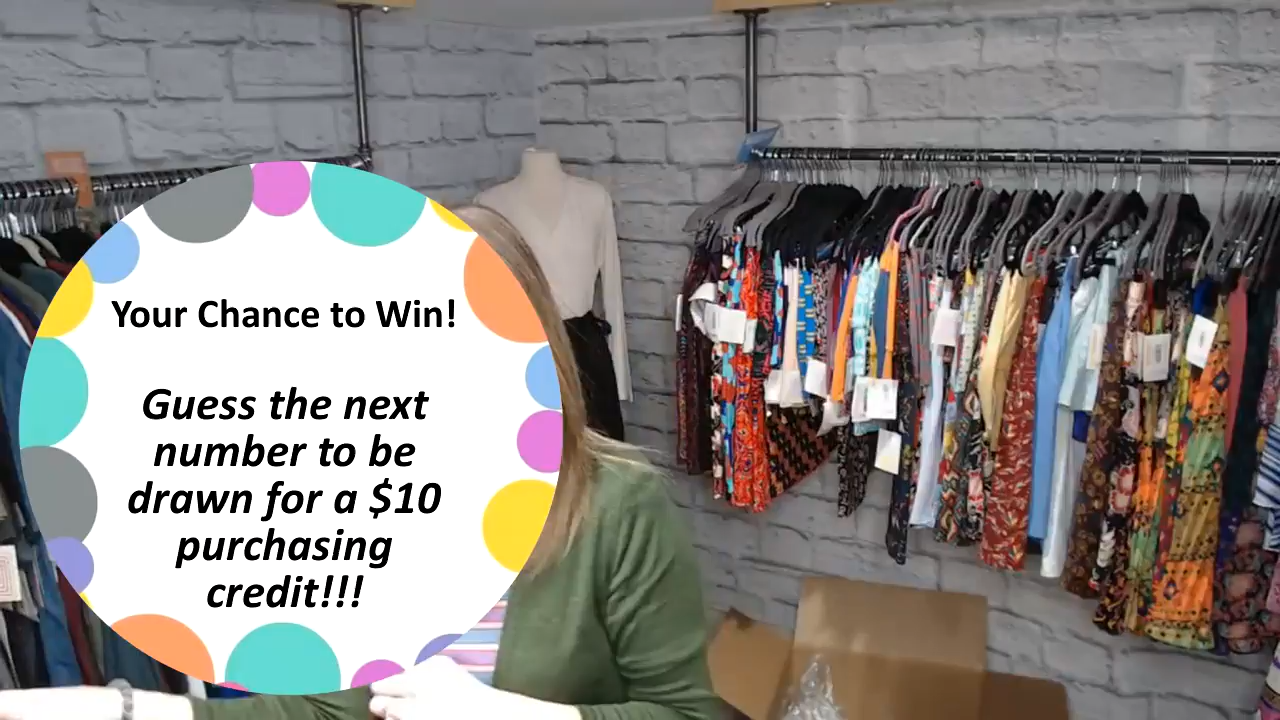 Your Chance to Win!
Guess the next
number to be
drawn for a $10
purchasing
credit!!!